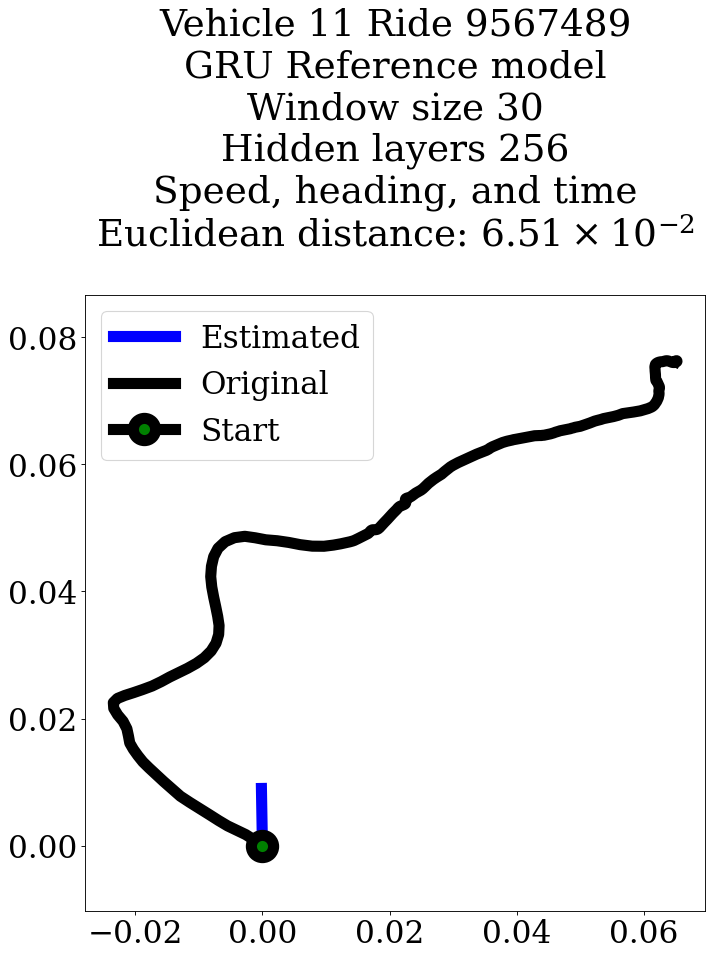 Vehicle 11 Ride 9567489
GRU Reference model
Window size 30
Hidden layers 256
Speed, heading, and time
Euclidean distance: 6.51 × 10⁻²
Estimated
Original
Start
0.08
0.06
0.04
0.02
0.00
−0.02 0.00 0.02 0.04 0.06